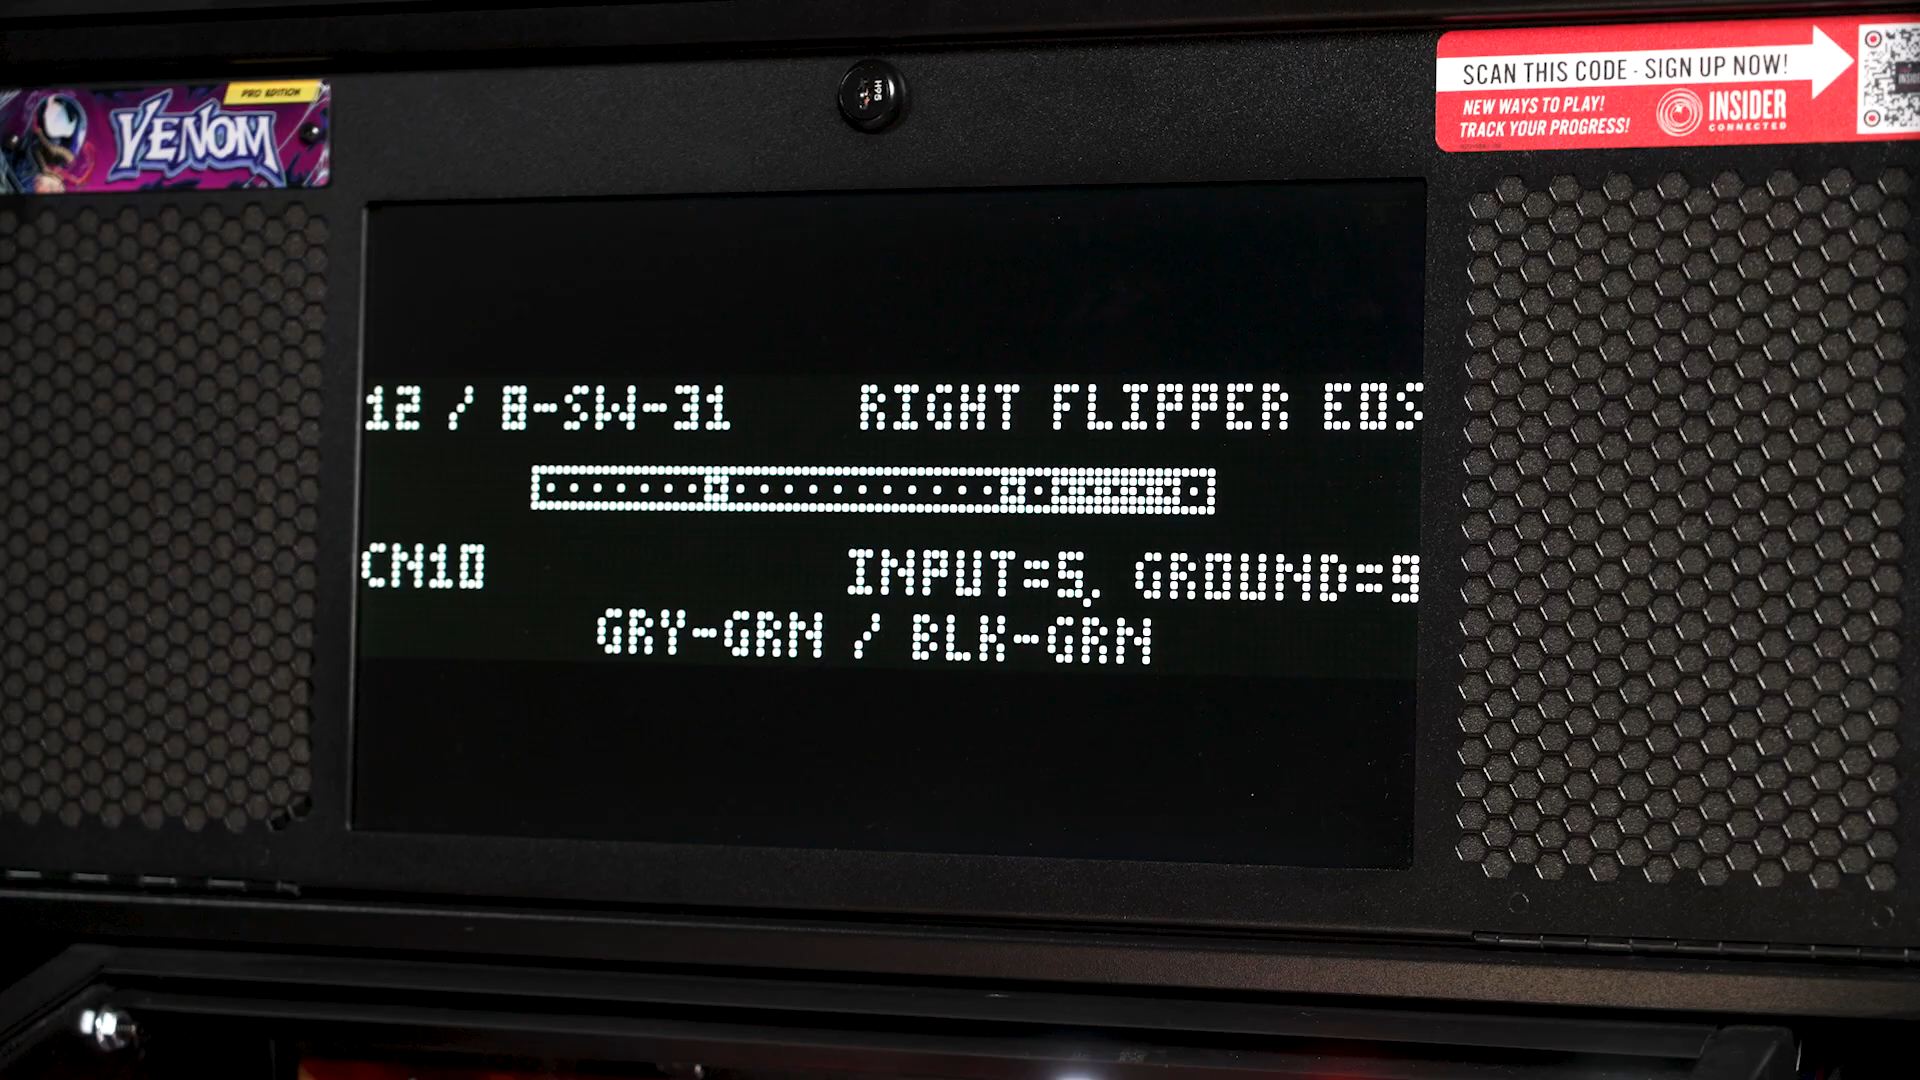 PRO EDITION
VENOM
SCAN THIS CODE - SIGN UP NOW!
NEW WAYS TO PLAY!
TRACK YOUR PROGRESS!
INSIDER
CONNECTED
12 / 8-SW-31 RIGHT FLIPPER EOS
CN10 INPUT=5, GROUND=9
GRY-GRN / BLK-GRN